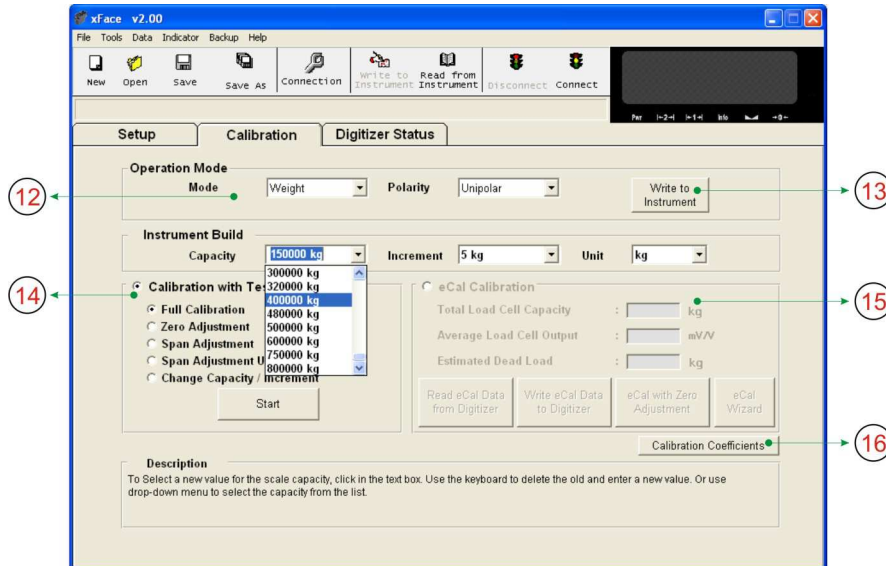 xFace v2.00
File Tools Data Indicator Backup Help
New Open Save Save As Connection Write to Instrument Read from Instrument Disconnect Connect
Pwr |←2→| |←1→| Info →0←
Setup Calibration Digitizer Status
Operation Mode
12 Mode Weight Polarity Unipolar Write to Instrument 13
Instrument Build
Capacity 150000 kg Increment 5 kg Unit kg
300000 kg
320000 kg
400000 kg
480000 kg
500000 kg
600000 kg
750000 kg
800000 kg
14 Calibration with Te
Full Calibration
Zero Adjustment
Span Adjustment
Span Adjustment U
Change Capacity / Increment
Start
eCal Calibration
Total Load Cell Capacity : kg 15
Average Load Cell Output : mV/V
Estimated Dead Load : kg
Read eCal Data from Digitizer Write eCal Data to Digitizer eCal with Zero Adjustment eCal Wizard
Calibration Coefficients 16
Description
To Select a new value for the scale capacity, click in the text box. Use the keyboard to delete the old and enter a new value. Or use
drop-down menu to select the capacity from the list.